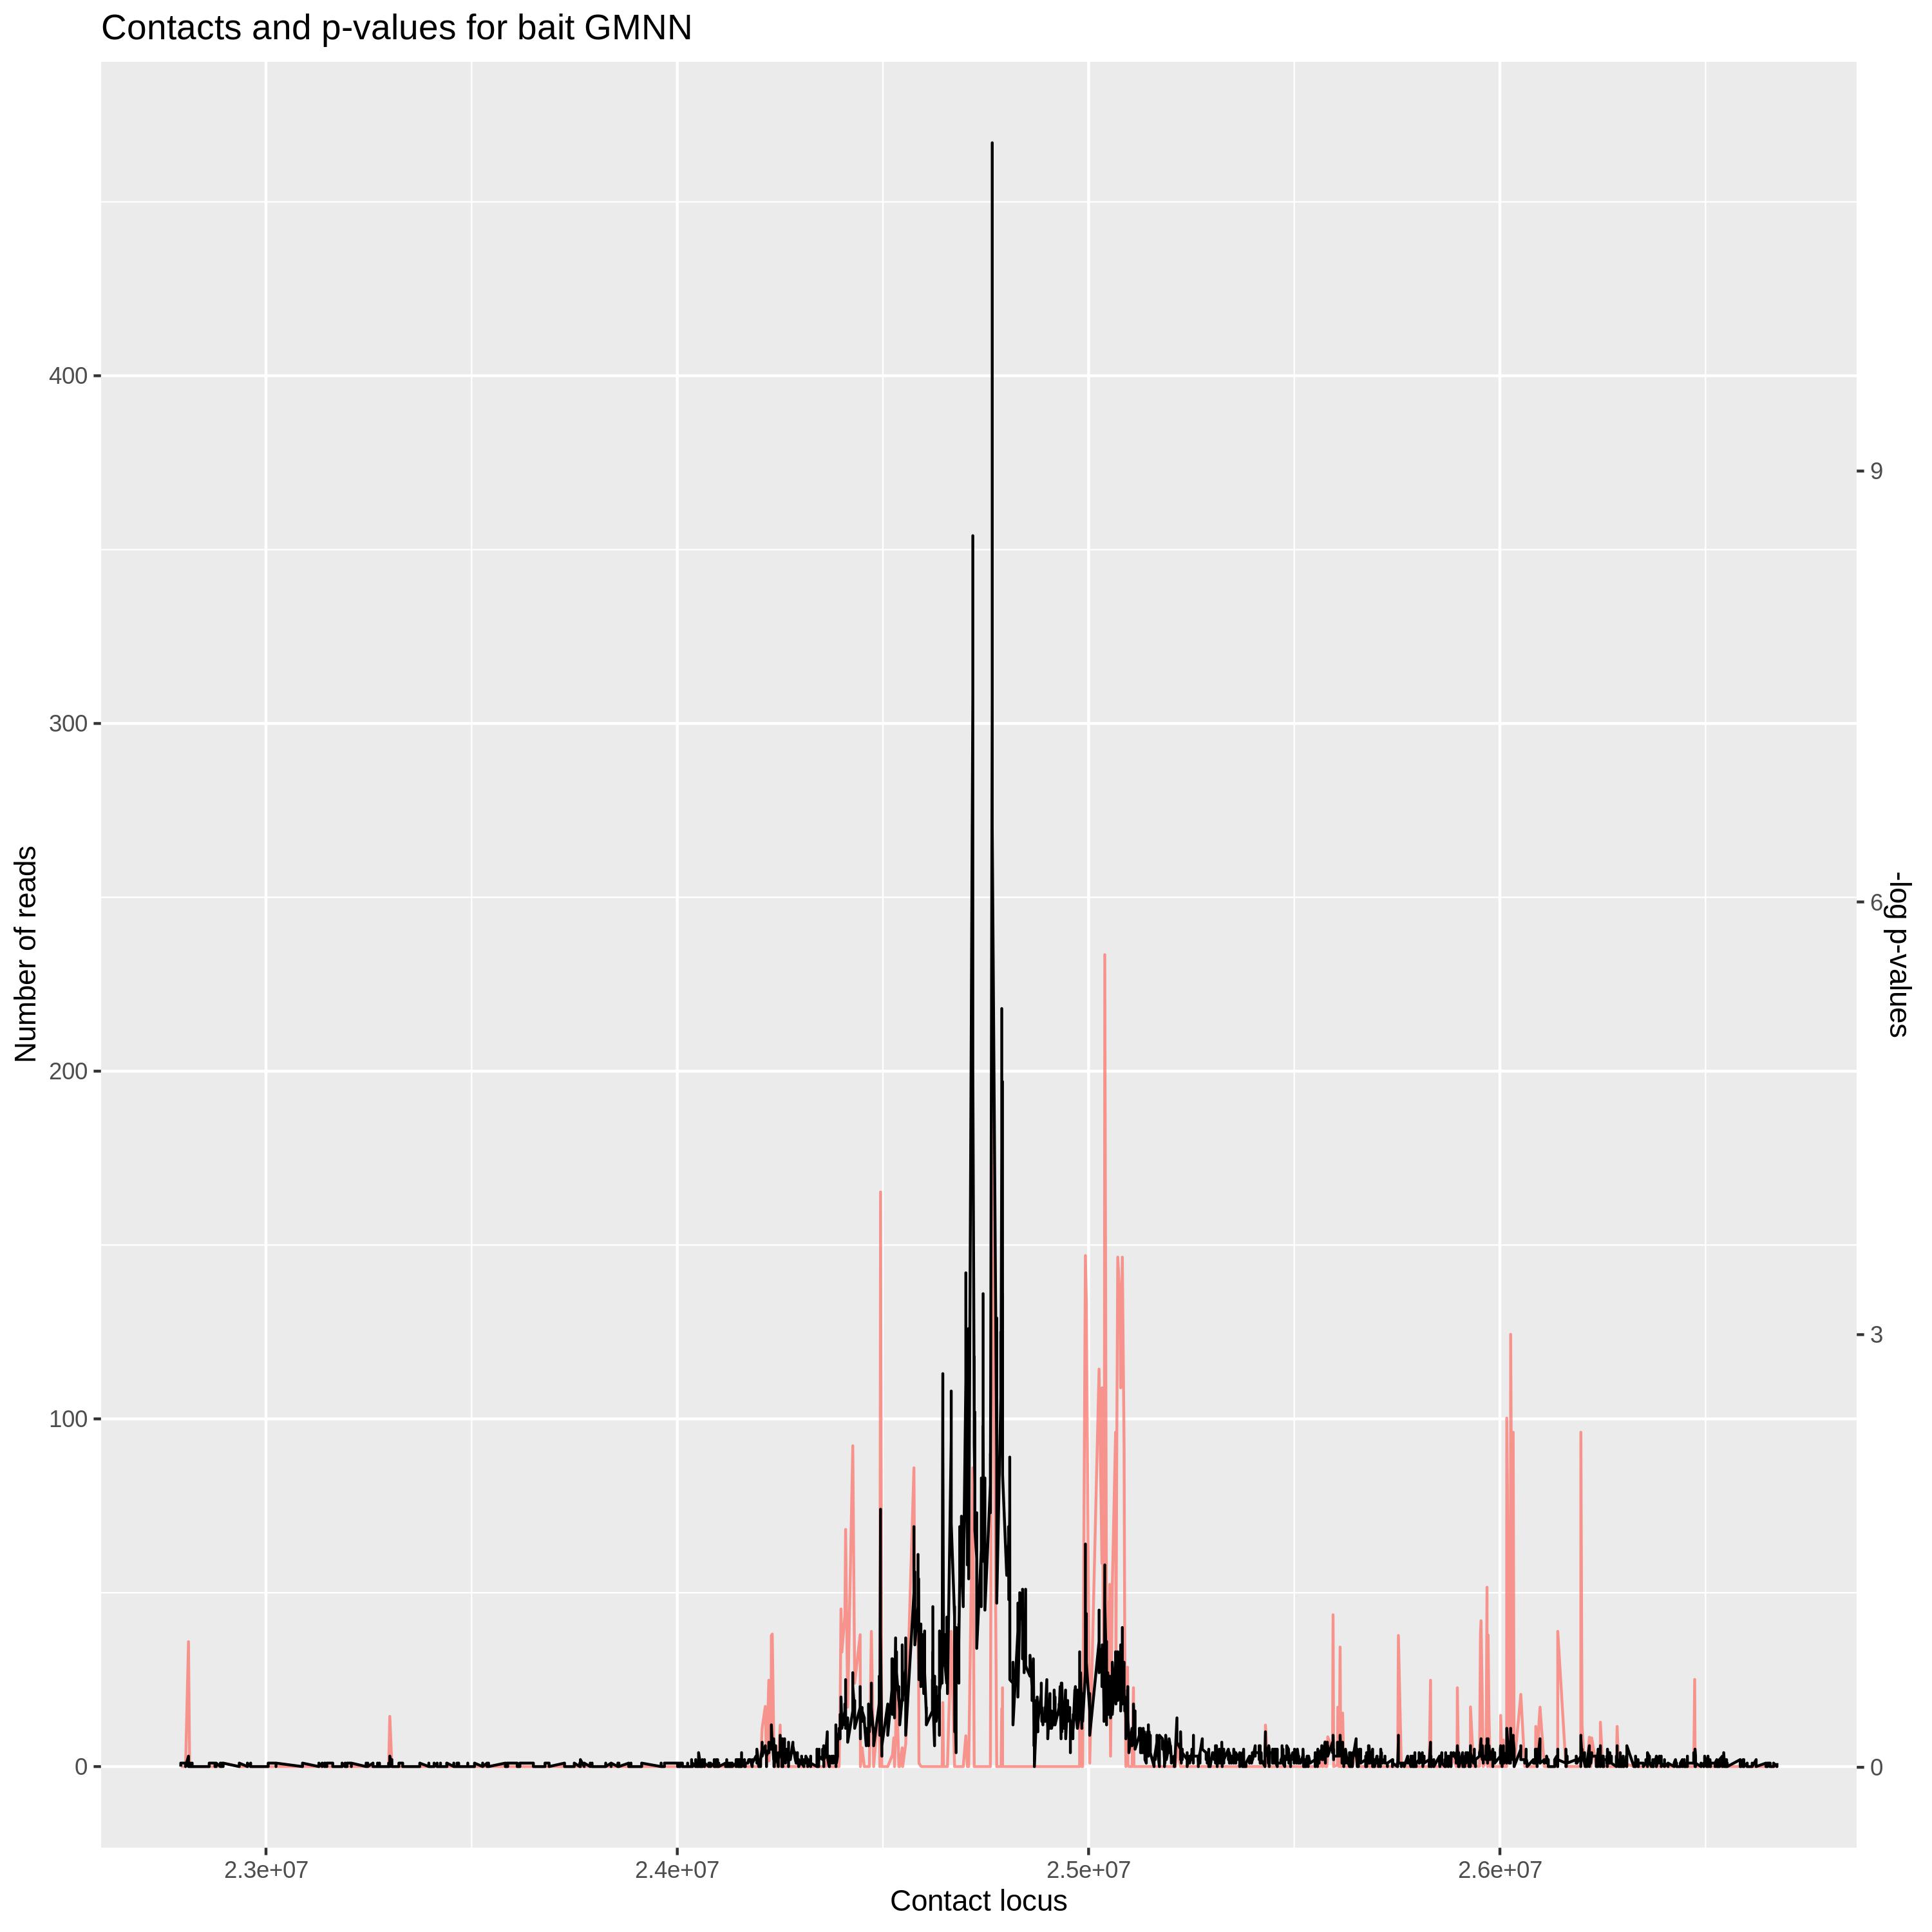 Contacts and p-values for bait GMNN
Number of reads
400
300
200
100
0
9
6
3
0
-log p-values
2.3e+07
2.4e+07
2.5e+07
2.6e+07
Contact locus